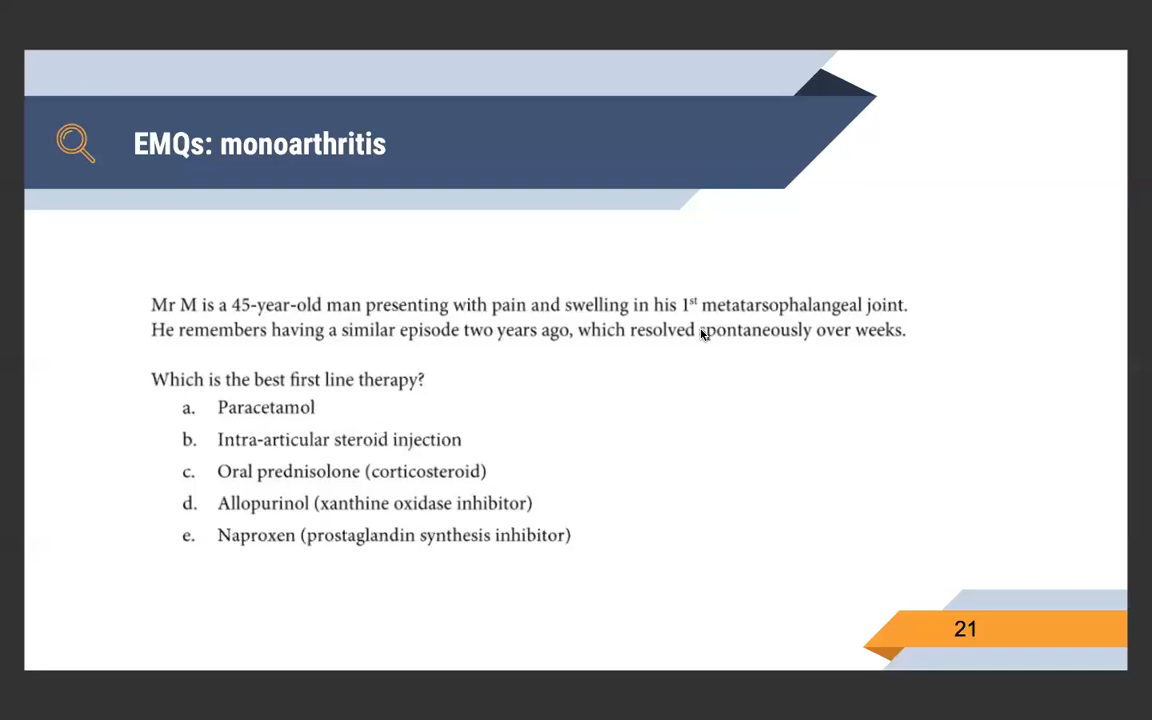 EMQs: monoarthritis
Mr M is a 45-year-old man presenting with pain and swelling in his 1st metatarsophalangeal joint.
He remembers having a similar episode two years ago, which resolved spontaneously over weeks.
Which is the best first line therapy?
a. Paracetamol
b. Intra-articular steroid injection
c. Oral prednisolone (corticosteroid)
d. Allopurinol (xanthine oxidase inhibitor)
e. Naproxen (prostaglandin synthesis inhibitor)
21